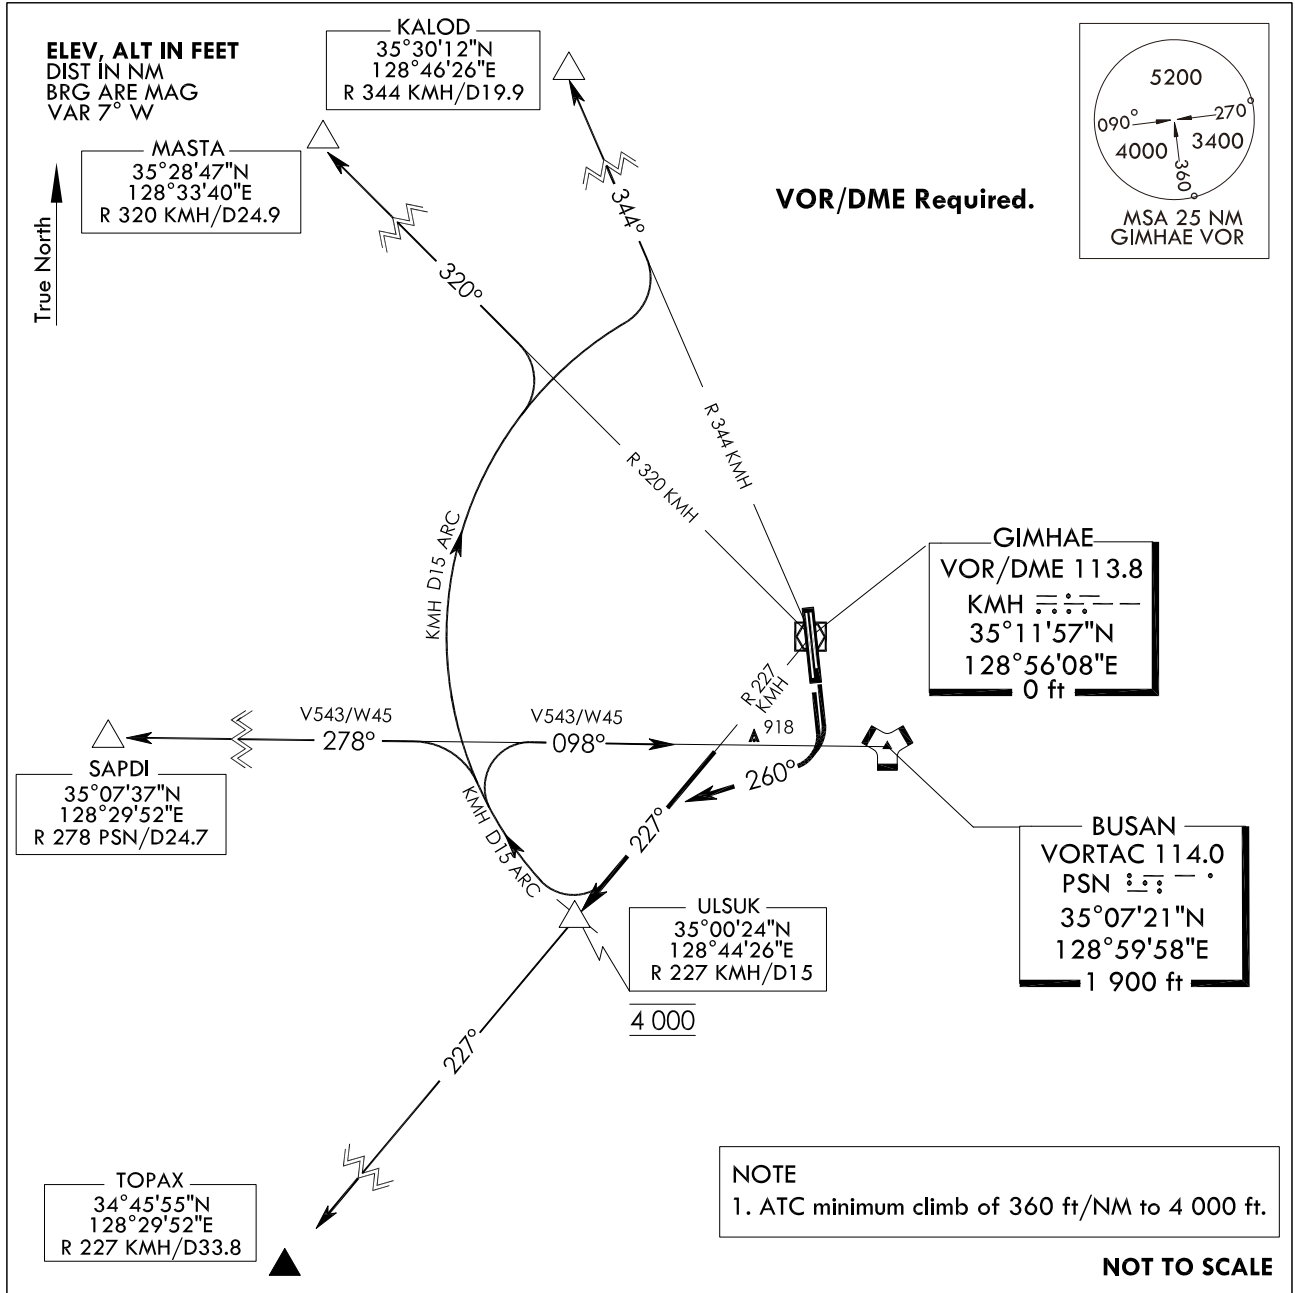 ELEV, ALT IN FEET
DIST IN NM
BRG ARE MAG
VAR 7° W
True North
KALOD
35°30'12"N
128°46'26"E
R 344 KMH/D19.9
MASTA
35°28'47"N
128°33'40"E
R 320 KMH/D24.9
VOR/DME Required.
5200
090°
270°
4000
3400
360°
MSA 25 NM
GIMHAE VOR
344°
320°
R 344 KMH
R 320 KMH
KMH D15 ARC
GIMHAE
VOR/DME 113.8
KMH
35°11'57"N
128°56'08"E
0 ft
R 227
KMH
V543/W45
278°
V543/W45
098°
918
260°
SAPDI
35°07'37"N
128°29'52"E
R 278 PSN/D24.7
KMH D15 ARC
227°
BUSAN
VORTAC 114.0
PSN
35°07'21"N
128°59'58"E
1 900 ft
ULSUK
35°00'24"N
128°44'26"E
R 227 KMH/D15
4 000
227°
TOPAX
34°45'55"N
128°29'52"E
R 227 KMH/D33.8
NOTE
1. ATC minimum climb of 360 ft/NM to 4 000 ft.
NOT TO SCALE